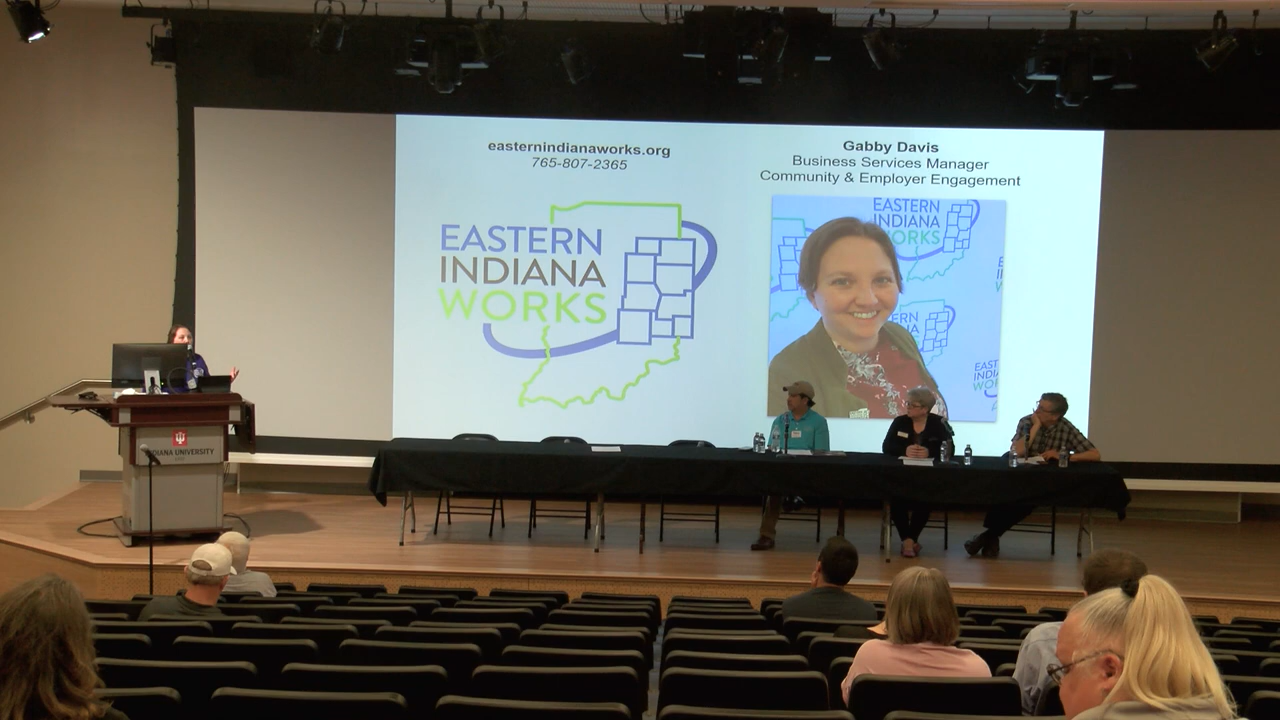 easternindianaworks.org
765-807-2365
EASTERN
INDIANA
WORKS
Gabby Davis
Business Services Manager
Community & Employer Engagement
EASTERN
INDIANA
WORKS
INDIANA UNIVERSITY